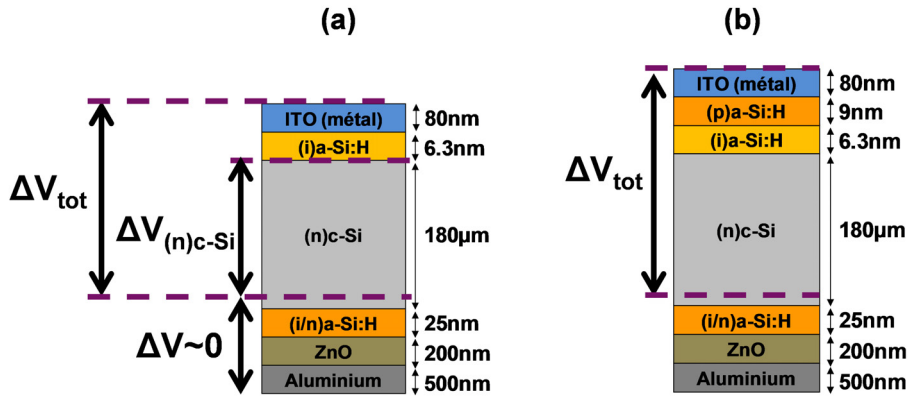 (a)
ITO (métal)
80nm
(i)a-Si:H
6.3nm
ΔVtot
ΔV(n)c-Si
(n)c-Si
180µm
ΔV~0
(i/n)a-Si:H
25nm
ZnO
200nm
Aluminium
500nm
(b)
ITO (métal)
80nm
(p)a-Si:H
9nm
(i)a-Si:H
6.3nm
ΔVtot
(n)c-Si
180µm
(i/n)a-Si:H
25nm
ZnO
200nm
Aluminium
500nm